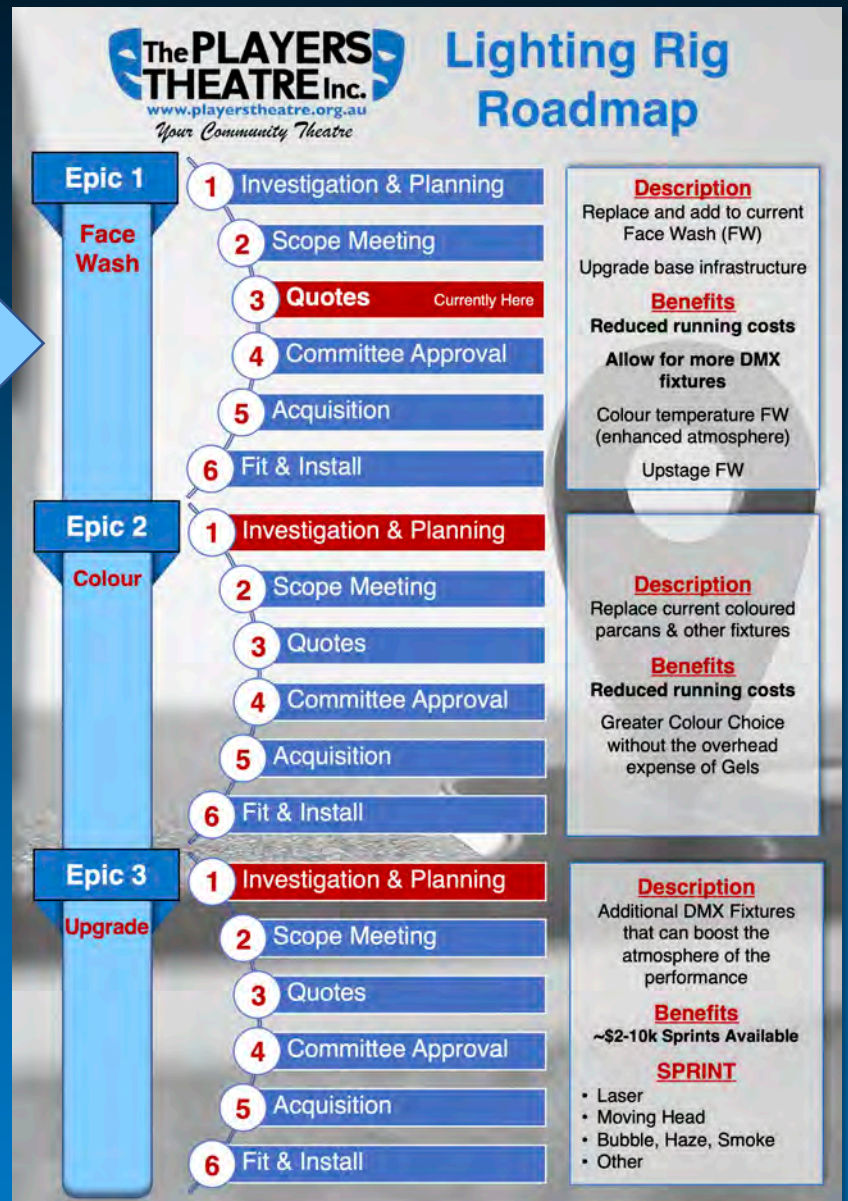 The PLAYERS
THEATRE Inc.
www.playerstheatre.org.au
Your Community Theatre
Lighting Rig
Roadmap
Epic 1
Face
Wash
1 Investigation & Planning
2 Scope Meeting
3 Quotes Currently Here
4 Committee Approval
5 Acquisition
6 Fit & Install
Description
Replace and add to current
Face Wash (FW)
Upgrade base infrastructure
Benefits
Reduced running costs
Allow for more DMX
fixtures
Colour temperature FW
(enhanced atmosphere)
Upstage FW
Epic 2
Colour
1 Investigation & Planning
2 Scope Meeting
3 Quotes
4 Committee Approval
5 Acquisition
6 Fit & Install
Description
Replace current coloured
parcans & other fixtures
Benefits
Reduced running costs
Greater Colour Choice
without the overhead
expense of Gels
Epic 3
Upgrade
1 Investigation & Planning
2 Scope Meeting
3 Quotes
4 Committee Approval
5 Acquisition
6 Fit & Install
Description
Additional DMX Fixtures
that can boost the
atmosphere of the
performance
Benefits
~$2-10k Sprints Available
SPRINT
• Laser
• Moving Head
• Bubble, Haze, Smoke
• Other